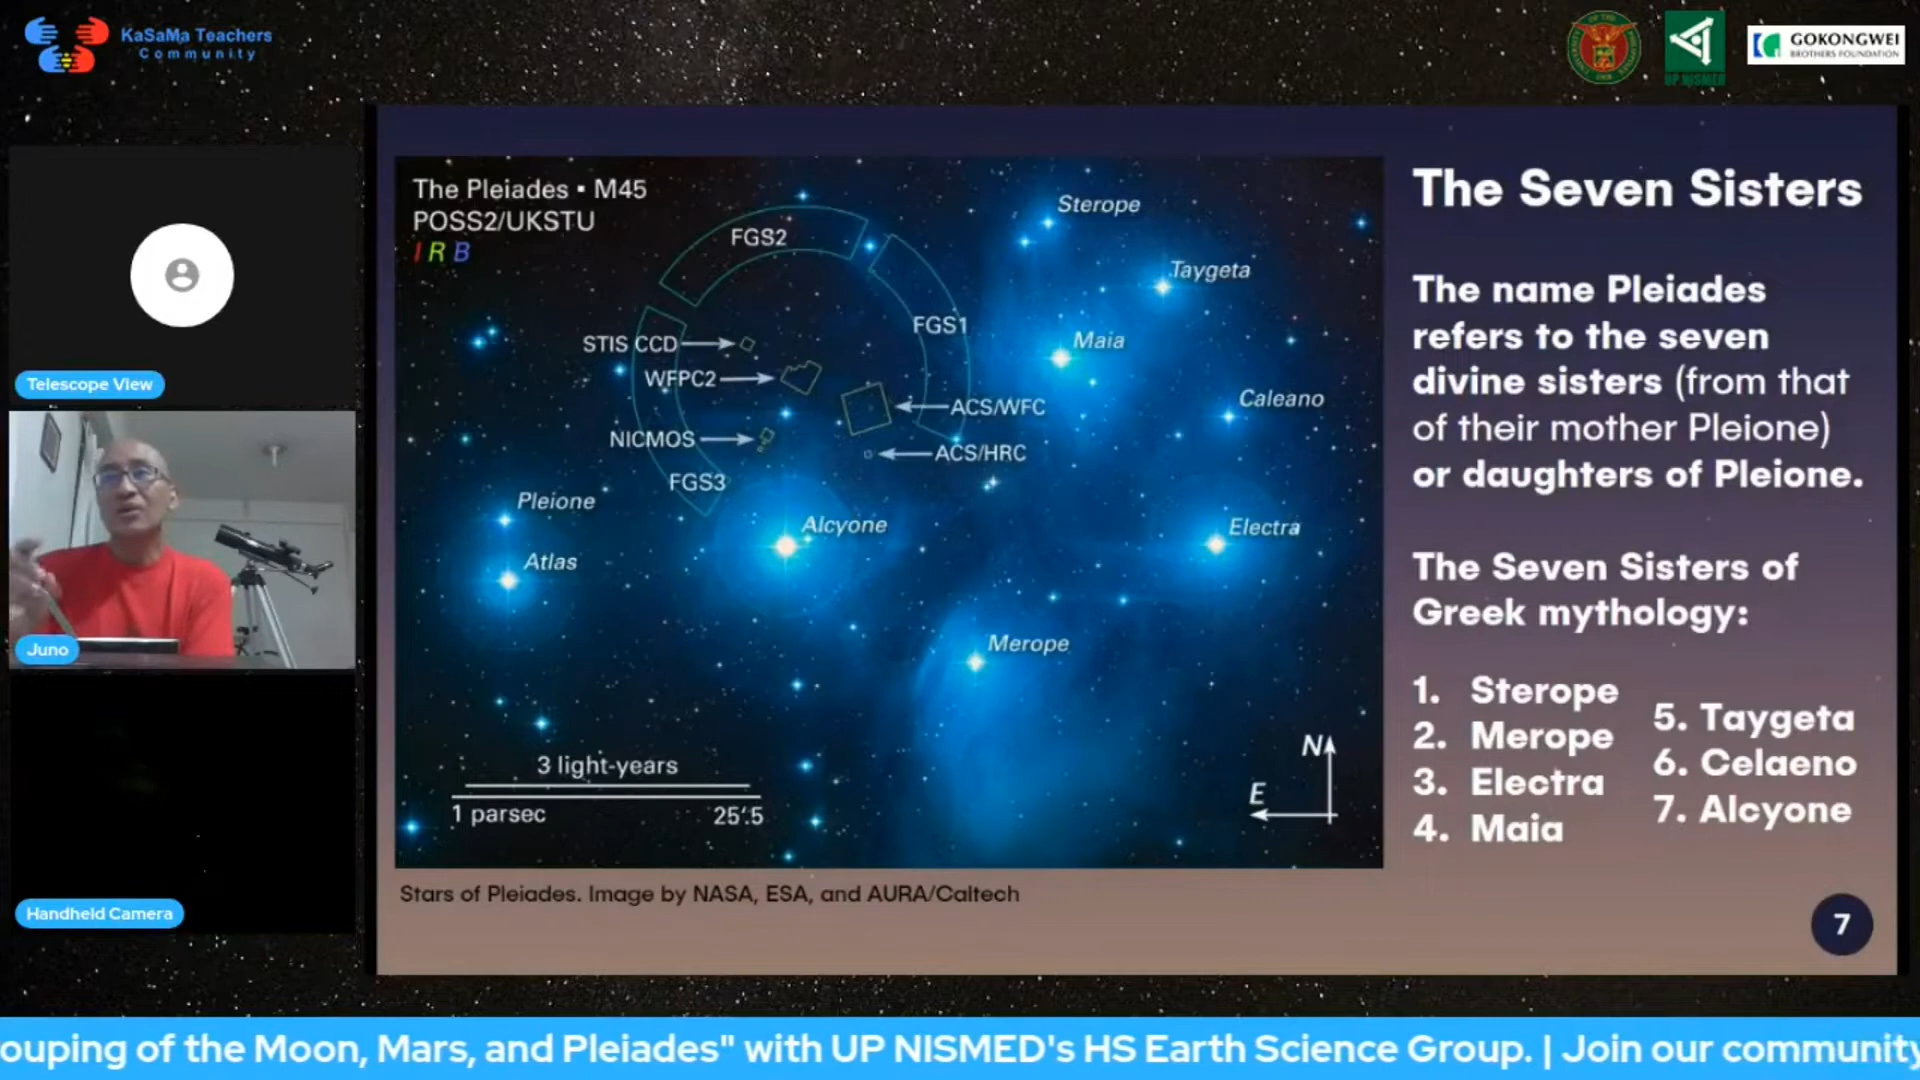 KaSaMa Teachers
Community
UP NISMED
GOKONGWEI
BROTHERS FOUNDATION
Telescope View
Juno
Handheld Camera
The Pleiades ▪ M45
POSS2/UKSTU
I R B
FGS2
FGS1
STIS CCD
WFPC2
ACS/WFC
NICMOS
ACS/HRC
FGS3
Sterope
Taygeta
Maia
Caleano
Pleione
Alcyone
Electra
Atlas
Merope
3 light-years
1 parsec
25'.5
N
E
Stars of Pleiades. Image by NASA, ESA, and AURA/Caltech
The Seven Sisters
The name Pleiades
refers to the seven
divine sisters (from that
of their mother Pleione)
or daughters of Pleione.
The Seven Sisters of
Greek mythology:
1. Sterope
2. Merope
3. Electra
4. Maia
5. Taygeta
6. Celaeno
7. Alcyone
7
ouping of the Moon, Mars, and Pleiades" with UP NISMED's HS Earth Science Group. | Join our community